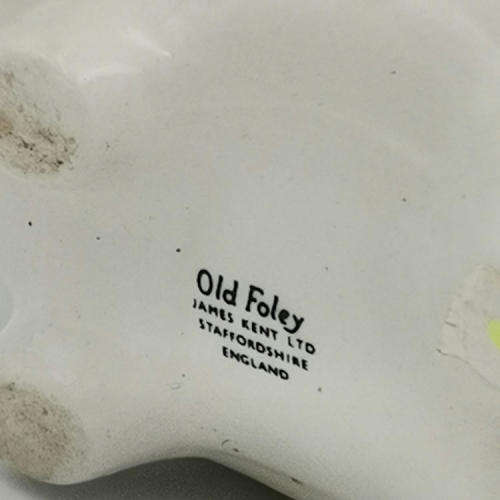 Old Foley
JAMES KENT LTD
STAFFORDSHIRE
ENGLAND